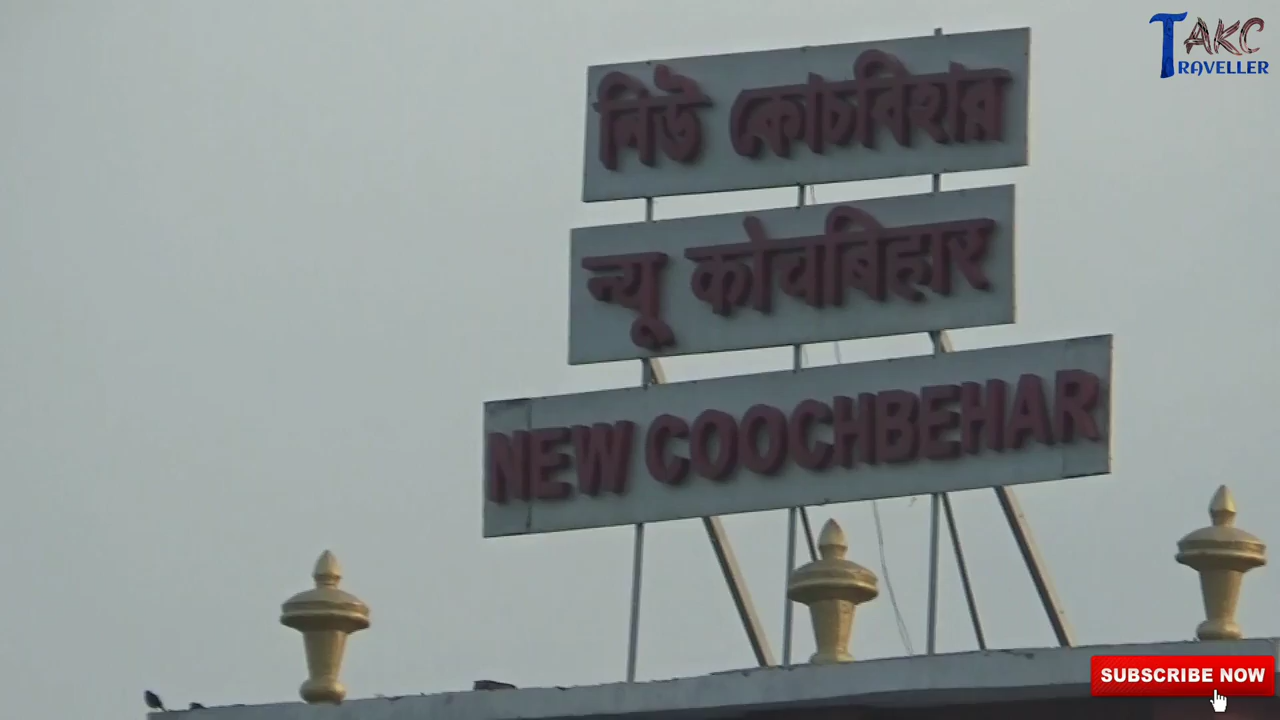 নিউ কোচবিহার
न्यू कोचबिहार
NEW COOCHBEHAR
TAKC
TRAVELLER
SUBSCRIBE NOW